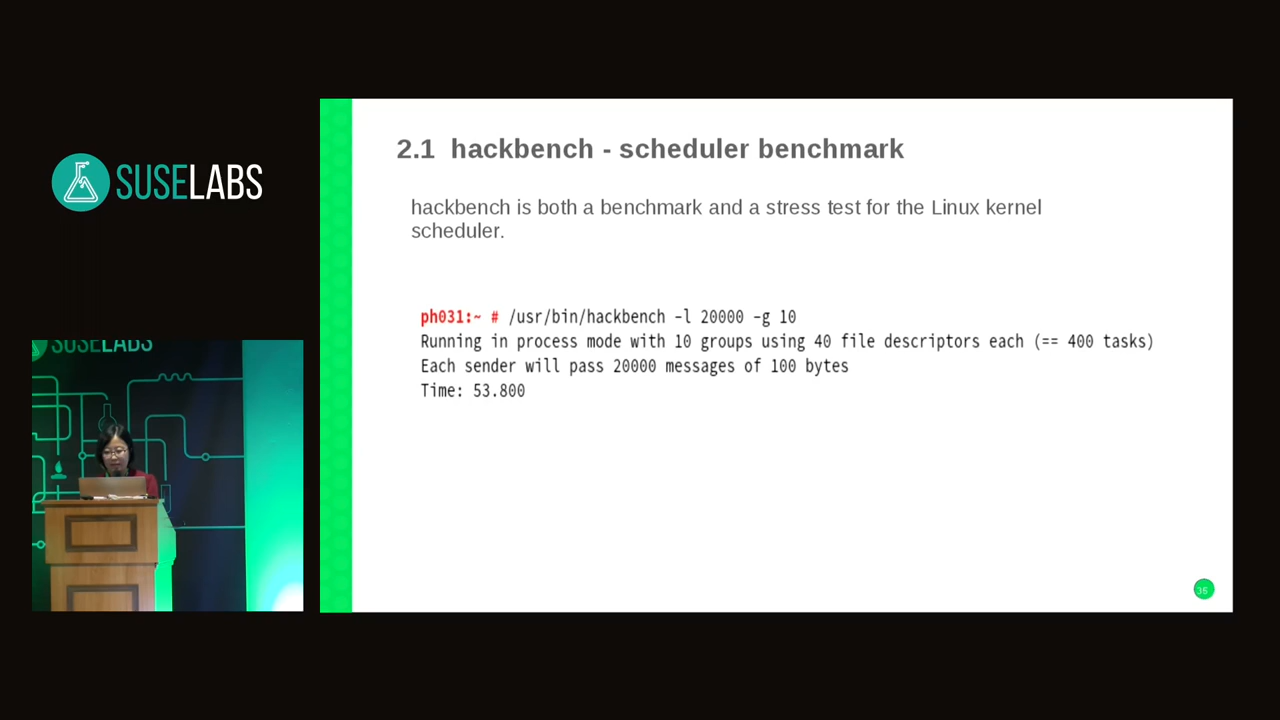 SUSELABS
SUSELABS
2.1 hackbench - scheduler benchmark
hackbench is both a benchmark and a stress test for the Linux kernel
scheduler.
ph031:~ # /usr/bin/hackbench -l 20000 -g 10
Running in process mode with 10 groups using 40 file descriptors each (== 400 tasks)
Each sender will pass 20000 messages of 100 bytes
Time: 53.800
35